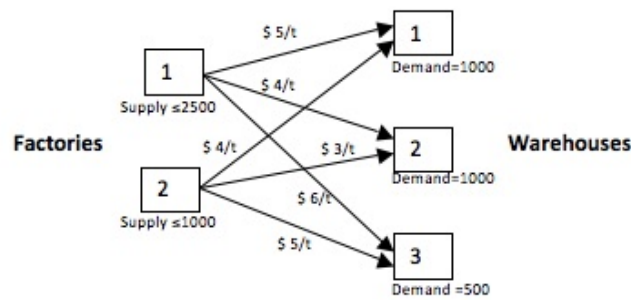 $ 5/t
1
1
Demand=1000
Supply ≤2500
$ 4/t
Factories
$ 4/t
$ 3/t
2
Warehouses
Demand=1000
2
$ 6/t
Supply ≤1000
$ 5/t
3
Demand =500